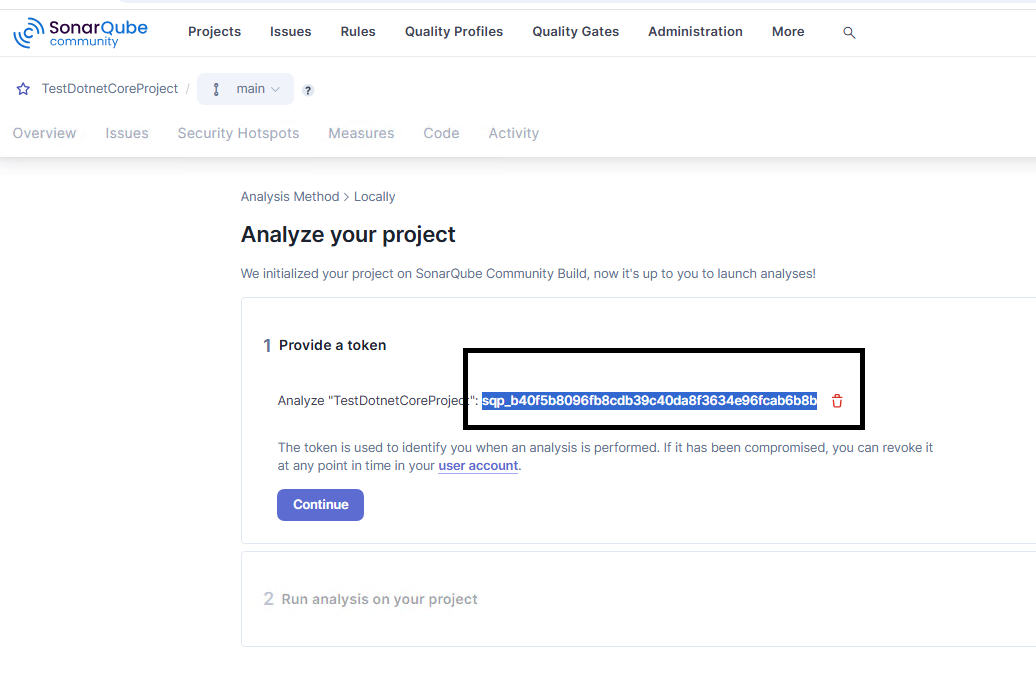 SonarQube
community
Projects Issues Rules Quality Profiles Quality Gates Administration More
TestDotnetCoreProject / main ?
Overview Issues Security Hotspots Measures Code Activity
Analysis Method > Locally
Analyze your project
We initialized your project on SonarQube Community Build, now it's up to you to launch analyses!
1 Provide a token
Analyze "TestDotnetCoreProject": sqp_b40f5b8096fb8cdb39c40da8f3634e96fcab6b8b
The token is used to identify you when an analysis is performed. If it has been compromised, you can revoke it
at any point in time in your user account.
Continue
2 Run analysis on your project